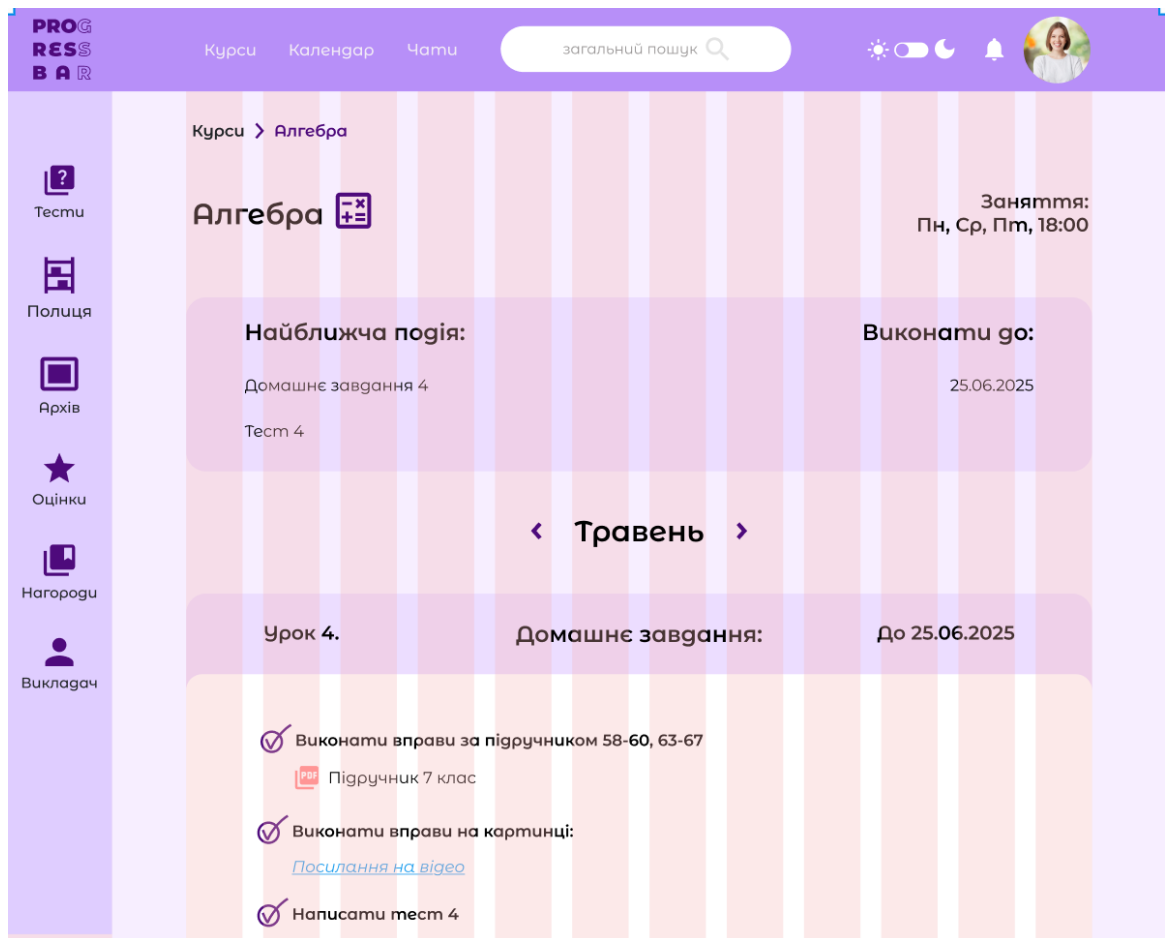 PROG
RESS
BAR
Курси Календар Чати загальний пошук
Курси > Алгебра
Тести
Полиця
Архів
Оцінки
Нагороди
Викладач
Алгебра
Заняття:
Пн, Ср, Пт, 18:00
Найближча подія: Виконати до:
Домашнє завдання 4 25.06.2025
Тест 4
Травень
Урок 4. Домашнє завдання: До 25.06.2025
Виконати вправи за підручником 58-60, 63-67
PDF Підручник 7 клас
Виконати вправи на картинці:
Посилання на відео
Написати тест 4